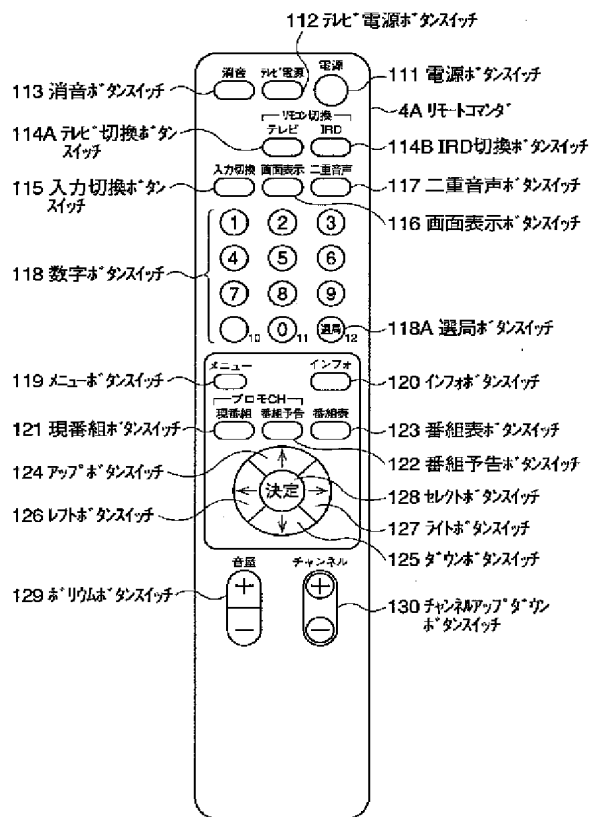 112 テレビ電源ボタンスイッチ
消音 テレビ電源 電源
111 電源ボタンスイッチ
113 消音ボタンスイッチ
4A リモートコマンダ
リモコン切換
テレビ IRD
114A テレビ切換ボタン
スイッチ
114B IRD切換ボタンスイッチ
入力切換 画面表示 二重音声
115 入力切換ボタン
スイッチ
117 二重音声ボタンスイッチ
116 画面表示ボタンスイッチ
1 2 3
4 5 6
118 数字ボタンスイッチ
7 8 9
10 0 11 選局 12
118A 選局ボタンスイッチ
メニュー インフォ
119 メニューボタンスイッチ
120 インフォボタンスイッチ
プロモCH
現番組 番組予告 番組表
121 現番組ボタンスイッチ
123 番組表ボタンスイッチ
122 番組予告ボタンスイッチ
124 アップボタンスイッチ
↑
← 決定 →
↓
128 セレクトボタンスイッチ
126 レフトボタンスイッチ
127 ライトボタンスイッチ
125 ダウンボタンスイッチ
音量 チャンネル
+ +
129 ボリウムボタンスイッチ
130 チャンネルアップダウン
ボタンスイッチ
− −